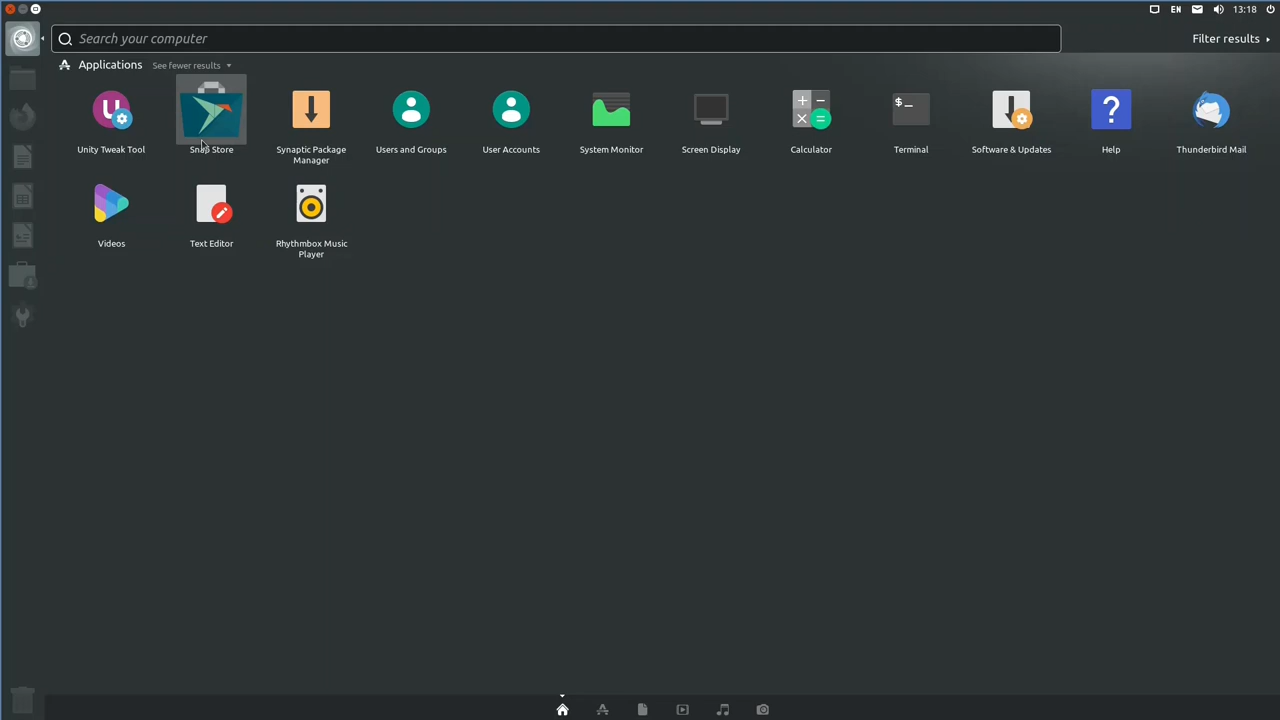 EN 13:18
Search your computer
Filter results
Applications See fewer results
Unity Tweak Tool
Snap Store
Synaptic Package
Manager
Users and Groups
User Accounts
System Monitor
Screen Display
Calculator
Terminal
Software & Updates
Help
Thunderbird Mail
Videos
Text Editor
Rhythmbox Music
Player